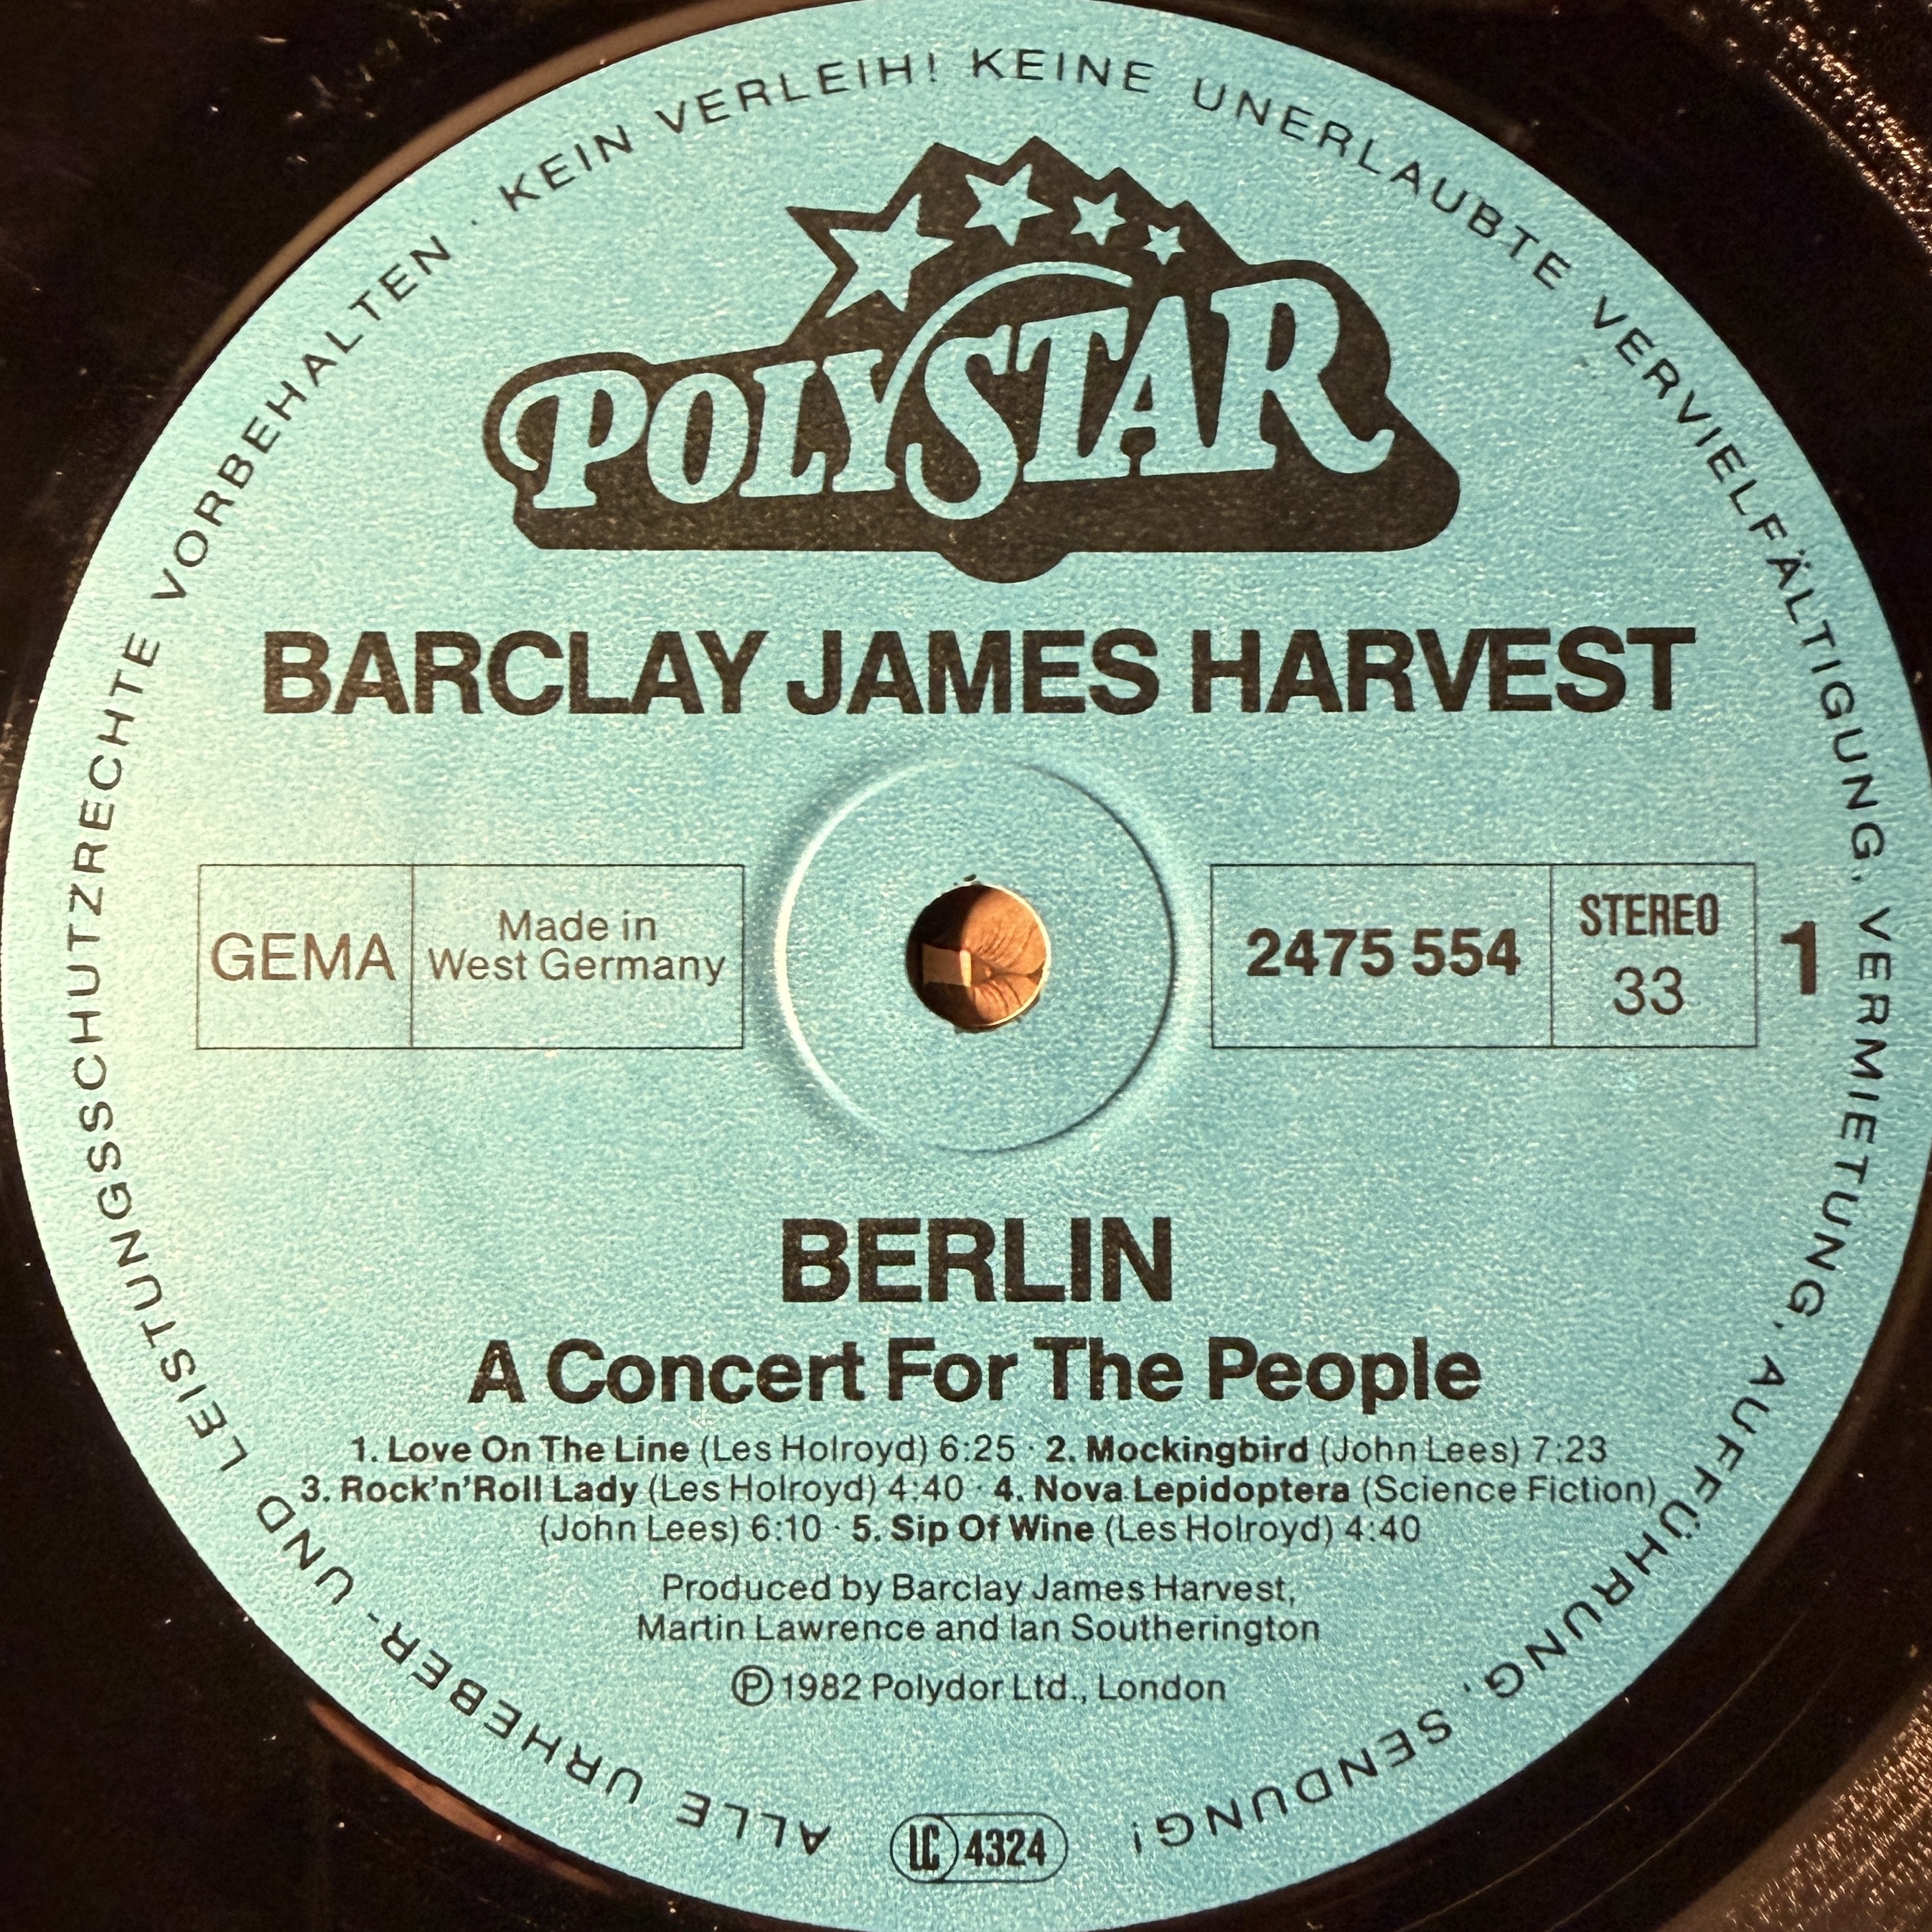 ALLE URHEBER- UND LEISTUNGSSCHUTZRECHTE VORBEHALTEN · KEIN VERLEIH! KEINE UNERLAUBTE VERVIELFÄLTIGUNG, VERMIETUNG, AUFFÜHRUNG, SENDUNG!
POLYSTAR
BARCLAY JAMES HARVEST
GEMA
Made in
West Germany
2475 554
STEREO
33
1
BERLIN
A Concert For The People
1. Love On The Line (Les Holroyd) 6:25 · 2. Mockingbird (John Lees) 7:23
3. Rock'n'Roll Lady (Les Holroyd) 4:40 · 4. Nova Lepidoptera (Science Fiction)
(John Lees) 6:10 · 5. Sip Of Wine (Les Holroyd) 4:40
Produced by Barclay James Harvest,
Martin Lawrence and Ian Southerington
Ⓟ 1982 Polydor Ltd., London
LC 4324